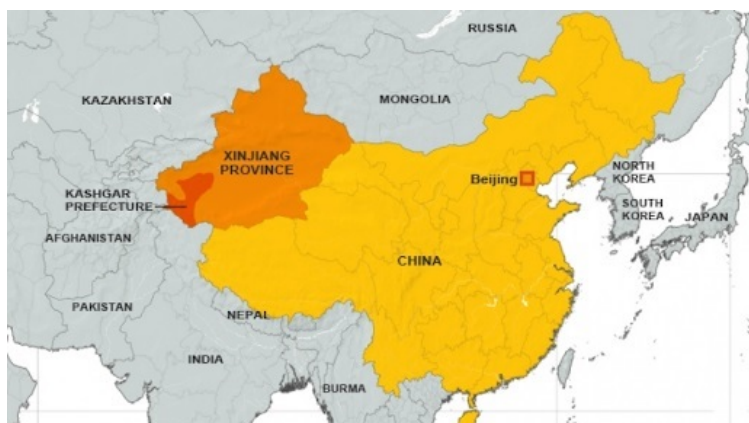 RUSSIA
KAZAKHSTAN
MONGOLIA
XINJIANG
PROVINCE
Beijing
NORTH
KOREA
KASHGAR
PREFECTURE
SOUTH
KOREA
JAPAN
AFGHANISTAN
CHINA
PAKISTAN
NEPAL
INDIA
BURMA